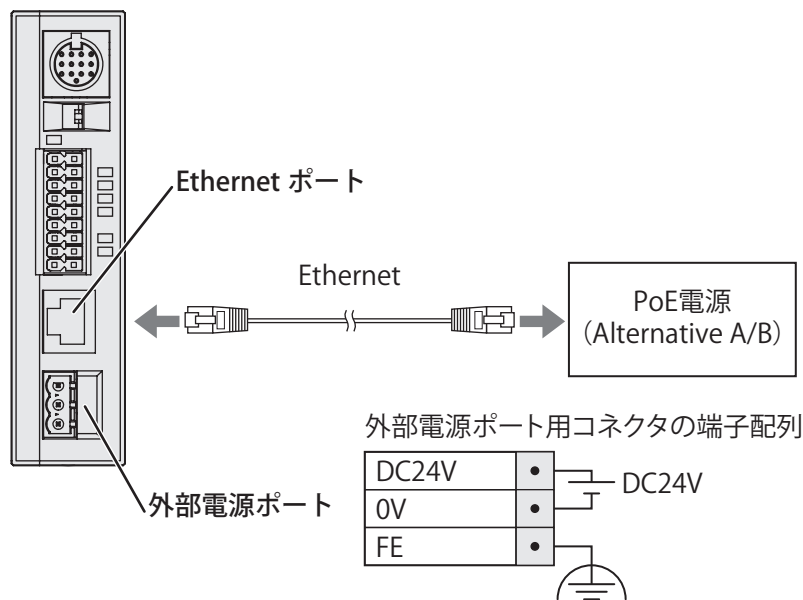 Ethernet ポート
Ethernet
PoE電源
（Alternative A/B）
外部電源ポート用コネクタの端子配列
DC24V
DC24V
0V
外部電源ポート
FE